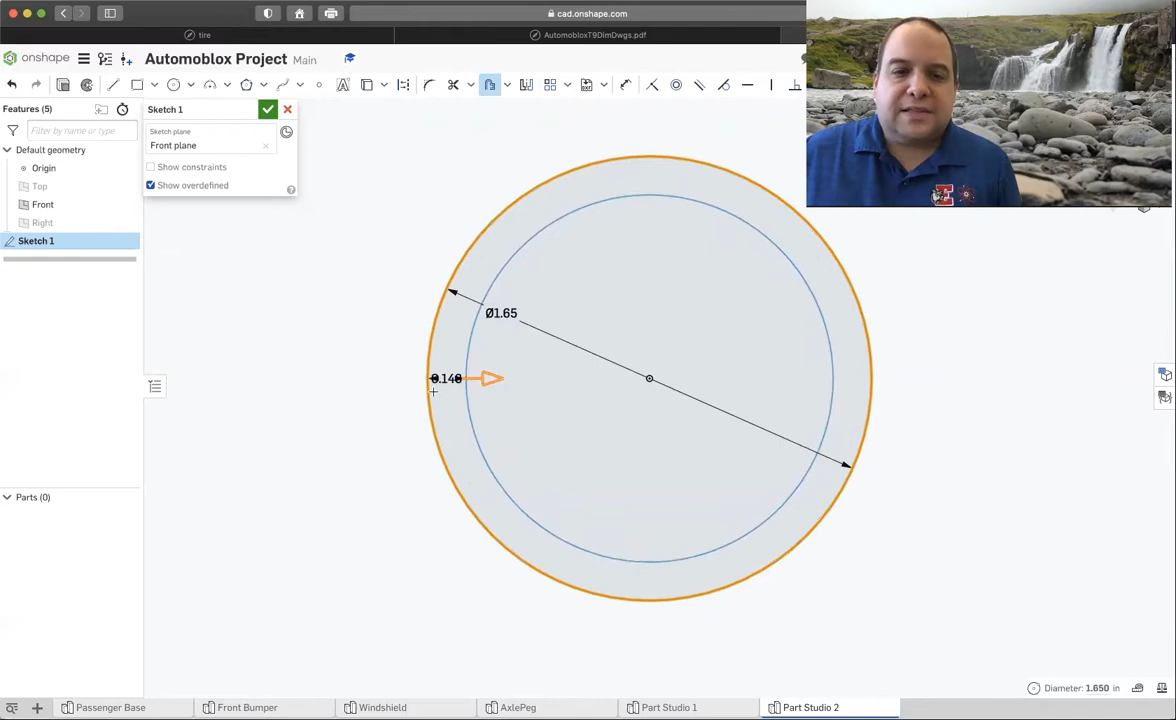 cad.onshape.com
tire
AutomobloxT9DimDwgs.pdf
onshape
Automoblox Project Main
Features (5)
Filter by name or type
Default geometry
Origin
Top
Front
Right
Sketch 1
Parts (0)
Sketch 1
Sketch plane
Front plane
Show constraints
Show overdefined
Ø1.65
E
Diameter: 1.650 in
Passenger Base
Front Bumper
Windshield
AxlePeg
Part Studio 1
Part Studio 2